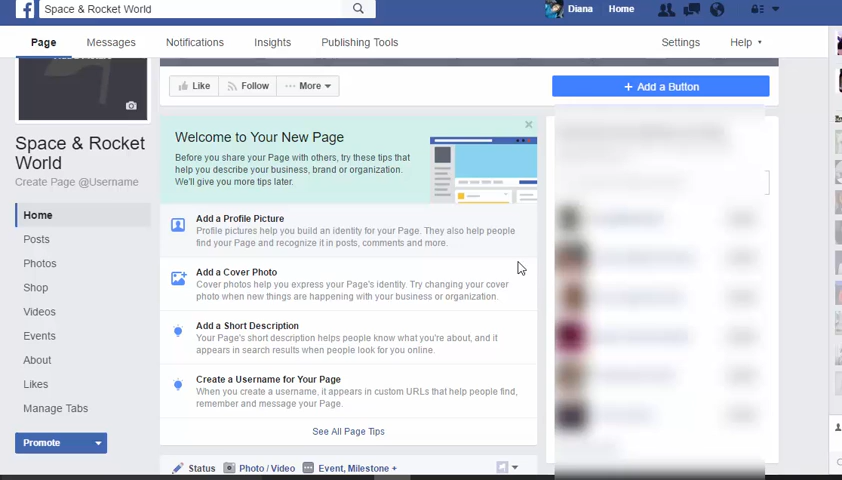 Space & Rocket World
Diana Home
Page Messages Notifications Insights Publishing Tools Settings Help
Like Follow More
+ Add a Button
Space & Rocket
World
Create Page @Username
Home
Posts
Photos
Shop
Videos
Events
About
Likes
Manage Tabs
Promote
Welcome to Your New Page
Before you share your Page with others, try these tips that
help you describe your business, brand or organization.
We'll give you more tips later.
Add a Profile Picture
Profile pictures help you build an identity for your Page. They also help people
find your Page and recognize it in posts, comments and more.
Add a Cover Photo
Cover photos help you express your Page's identity. Try changing your cover
photo when new things are happening with your business or organization.
Add a Short Description
Your Page's short description helps people know what you're about, and it
appears in search results when people look for you online.
Create a Username for Your Page
When you create a username, it appears in custom URLs that help people find,
remember and message your Page.
See All Page Tips
Status Photo / Video Event, Milestone +